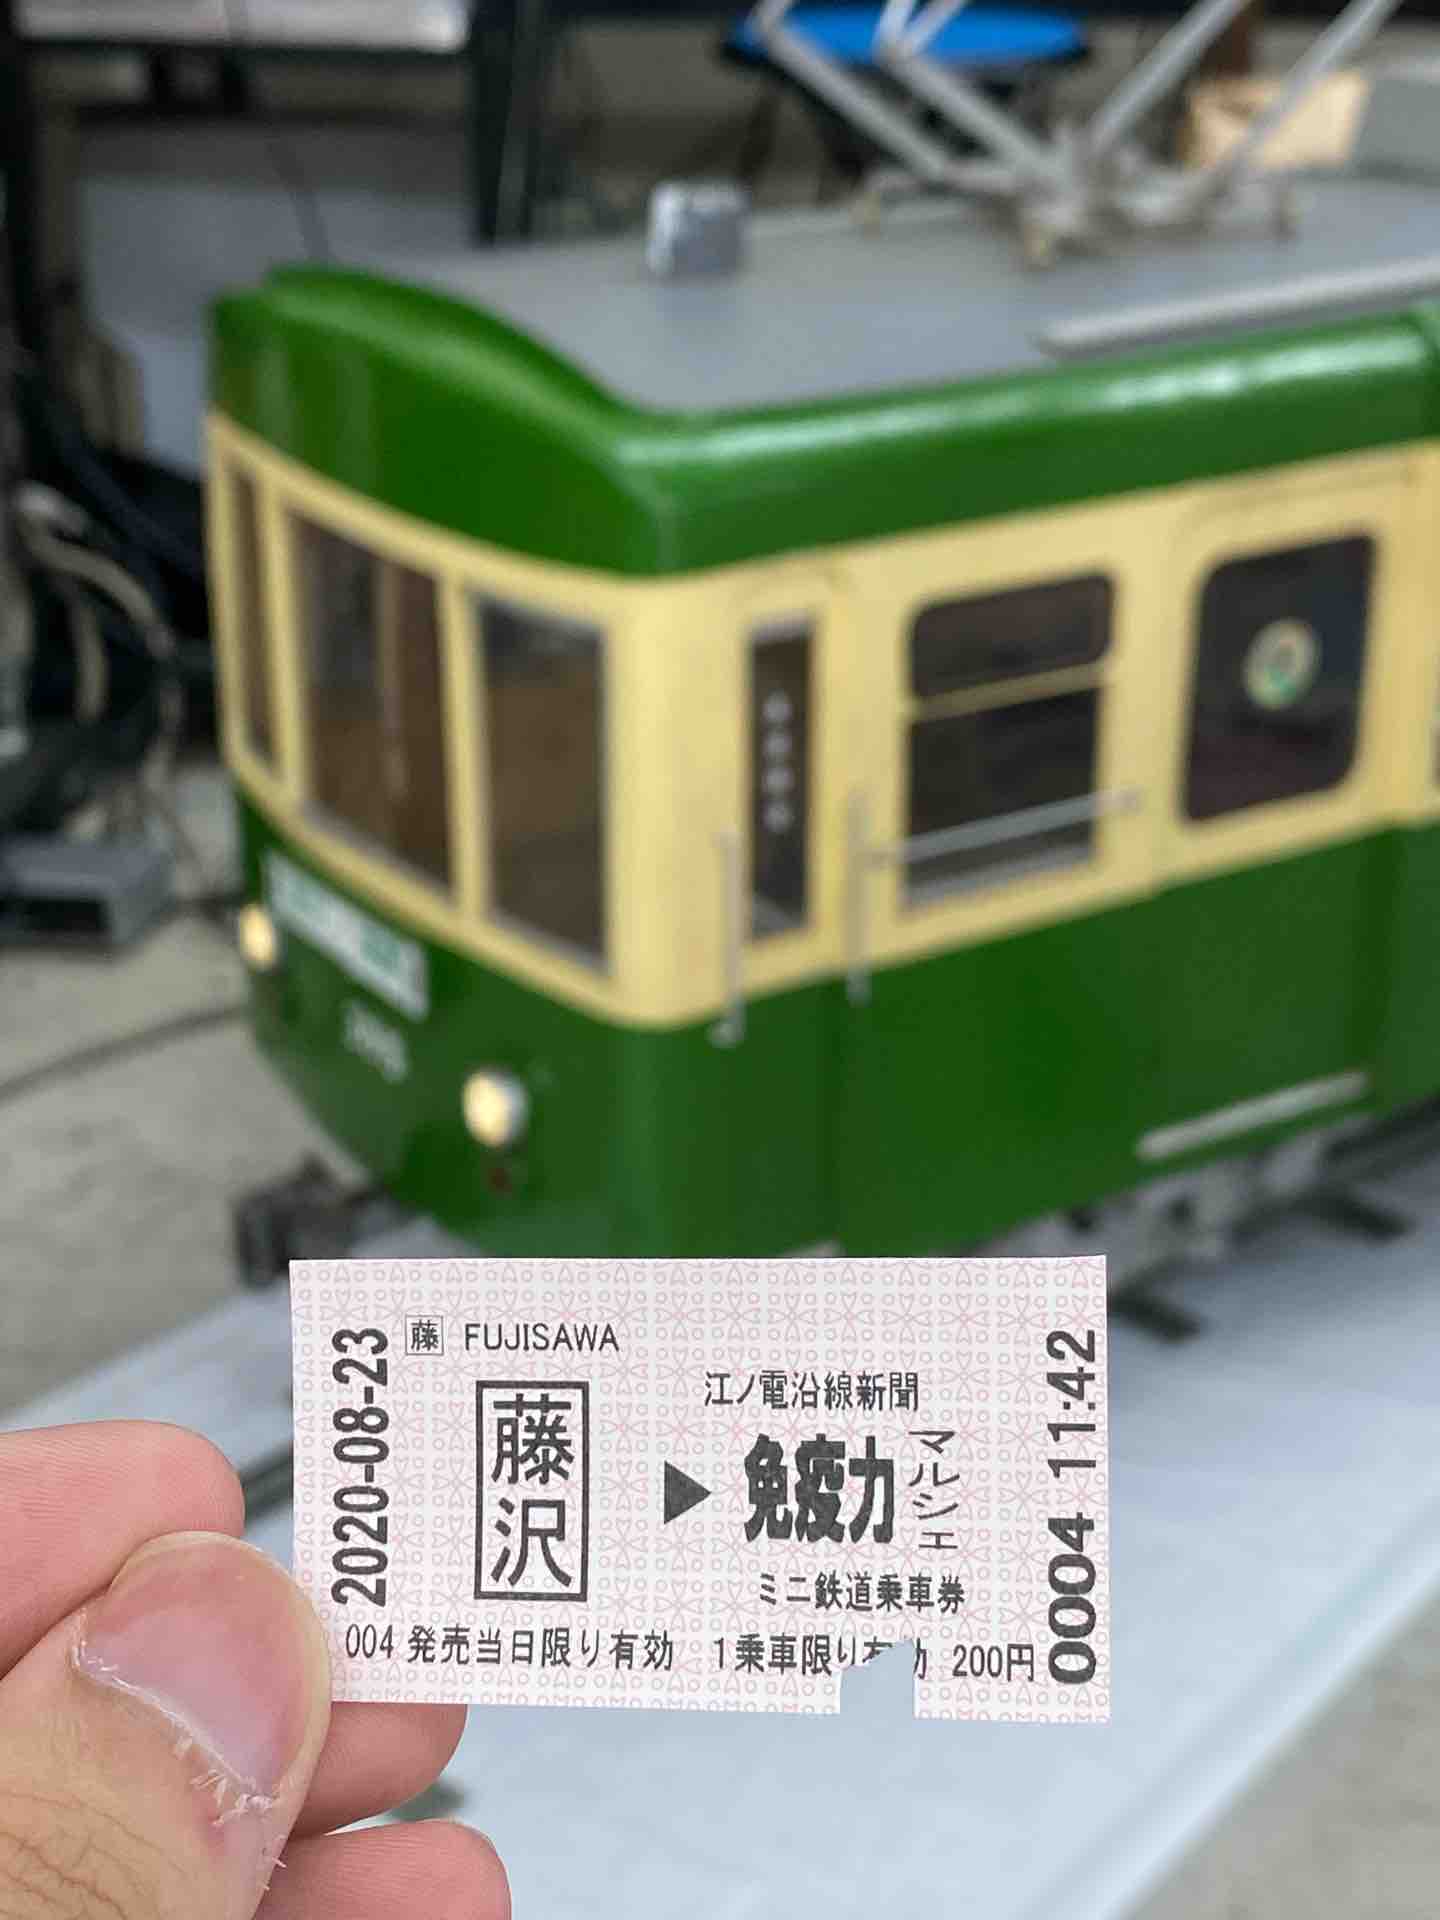 2020-08-23
藤 FUJISAWA
藤沢
▶
江ノ電沿線新聞
免疫力
マルシェ
ミニ鉄道乗車券
004 発売当日限り有効 1乗車限り有効 200円
0004 11:42